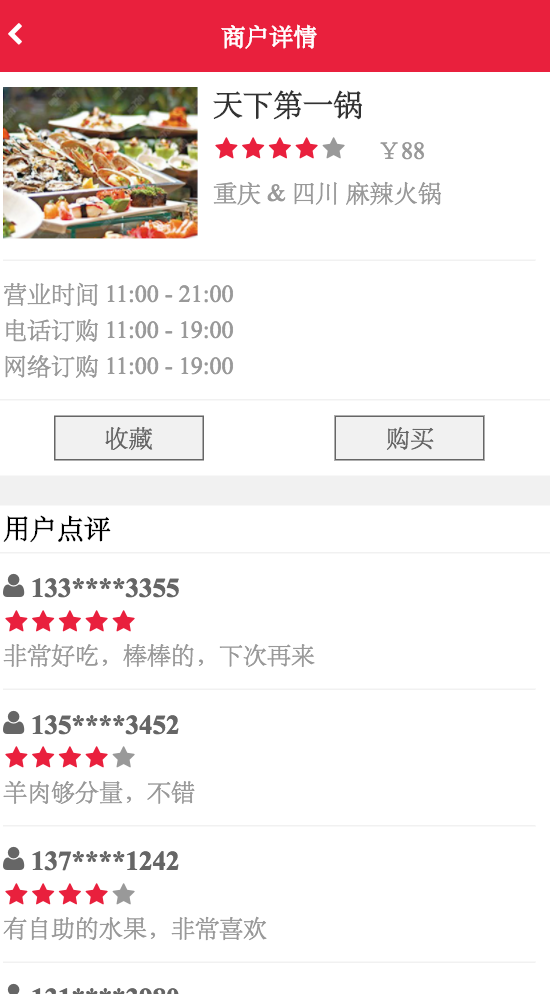 商户详情
天下第一锅
￥88
重庆 & 四川 麻辣火锅
营业时间 11:00 - 21:00
电话订购 11:00 - 19:00
网络订购 11:00 - 19:00
收藏
购买
用户点评
133****3355
非常好吃，棒棒的，下次再来
135****3452
羊肉够分量，不错
137****1242
有自助的水果，非常喜欢